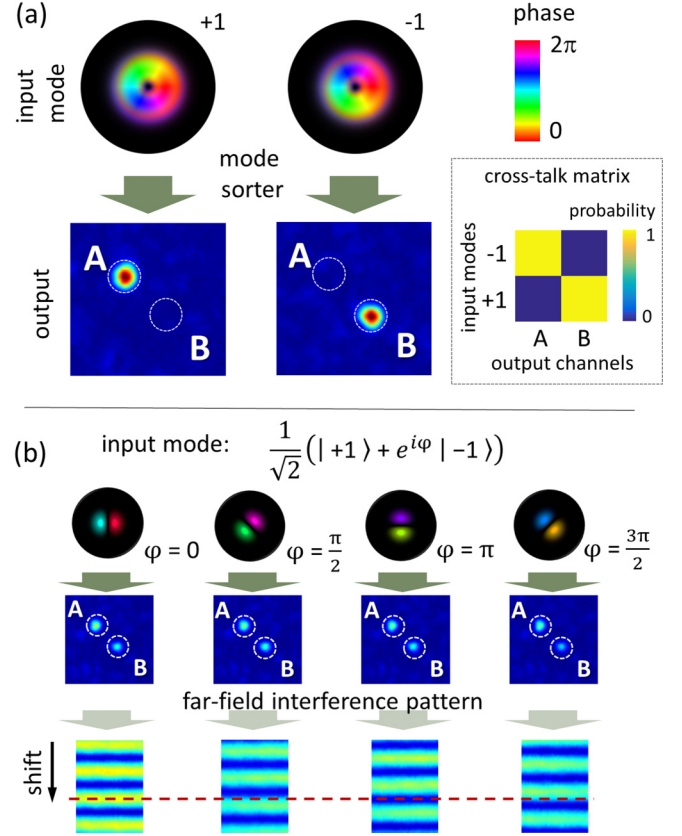 (a)
+1
-1
phase
2π
0
input
mode
mode
sorter
cross-talk matrix
probability
1
0
input modes
-1
+1
A
B
output channels
output
A
B
A
B
(b)
input mode: 1/√2 (| +1 ⟩ + e^{iφ} | −1 ⟩)
φ = 0
φ = π/2
φ = π
φ = 3π/2
A
B
A
B
A
B
A
B
far-field interference pattern
shift